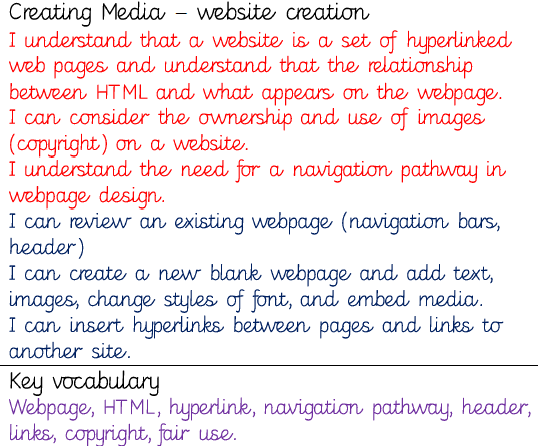 Creating Media – website creation
I understand that a website is a set of hyperlinked
web pages and understand that the relationship
between HTML and what appears on the webpage.
I can consider the ownership and use of images
(copyright) on a website.
I understand the need for a navigation pathway in
webpage design.
I can review an existing webpage (navigation bars,
header)
I can create a new blank webpage and add text,
images, change styles of font, and embed media.
I can insert hyperlinks between pages and links to
another site.
Key vocabulary
Webpage, HTML, hyperlink, navigation pathway, header,
links, copyright, fair use.